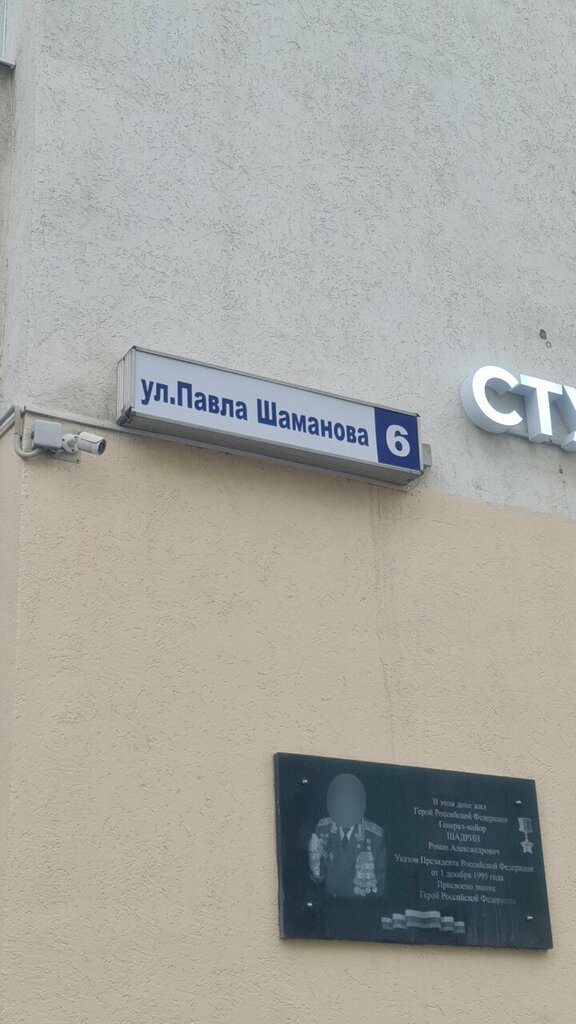 ул.Павла Шаманова 6
СТУ
В этом доме жил
Герой Российской Федерации
Генерал-майор
ШАДРИН
Роман Александрович
Указом Президента Российской Федерации
от 1 декабря 1995 года
Присвоено звание
Герой Российской Федерации